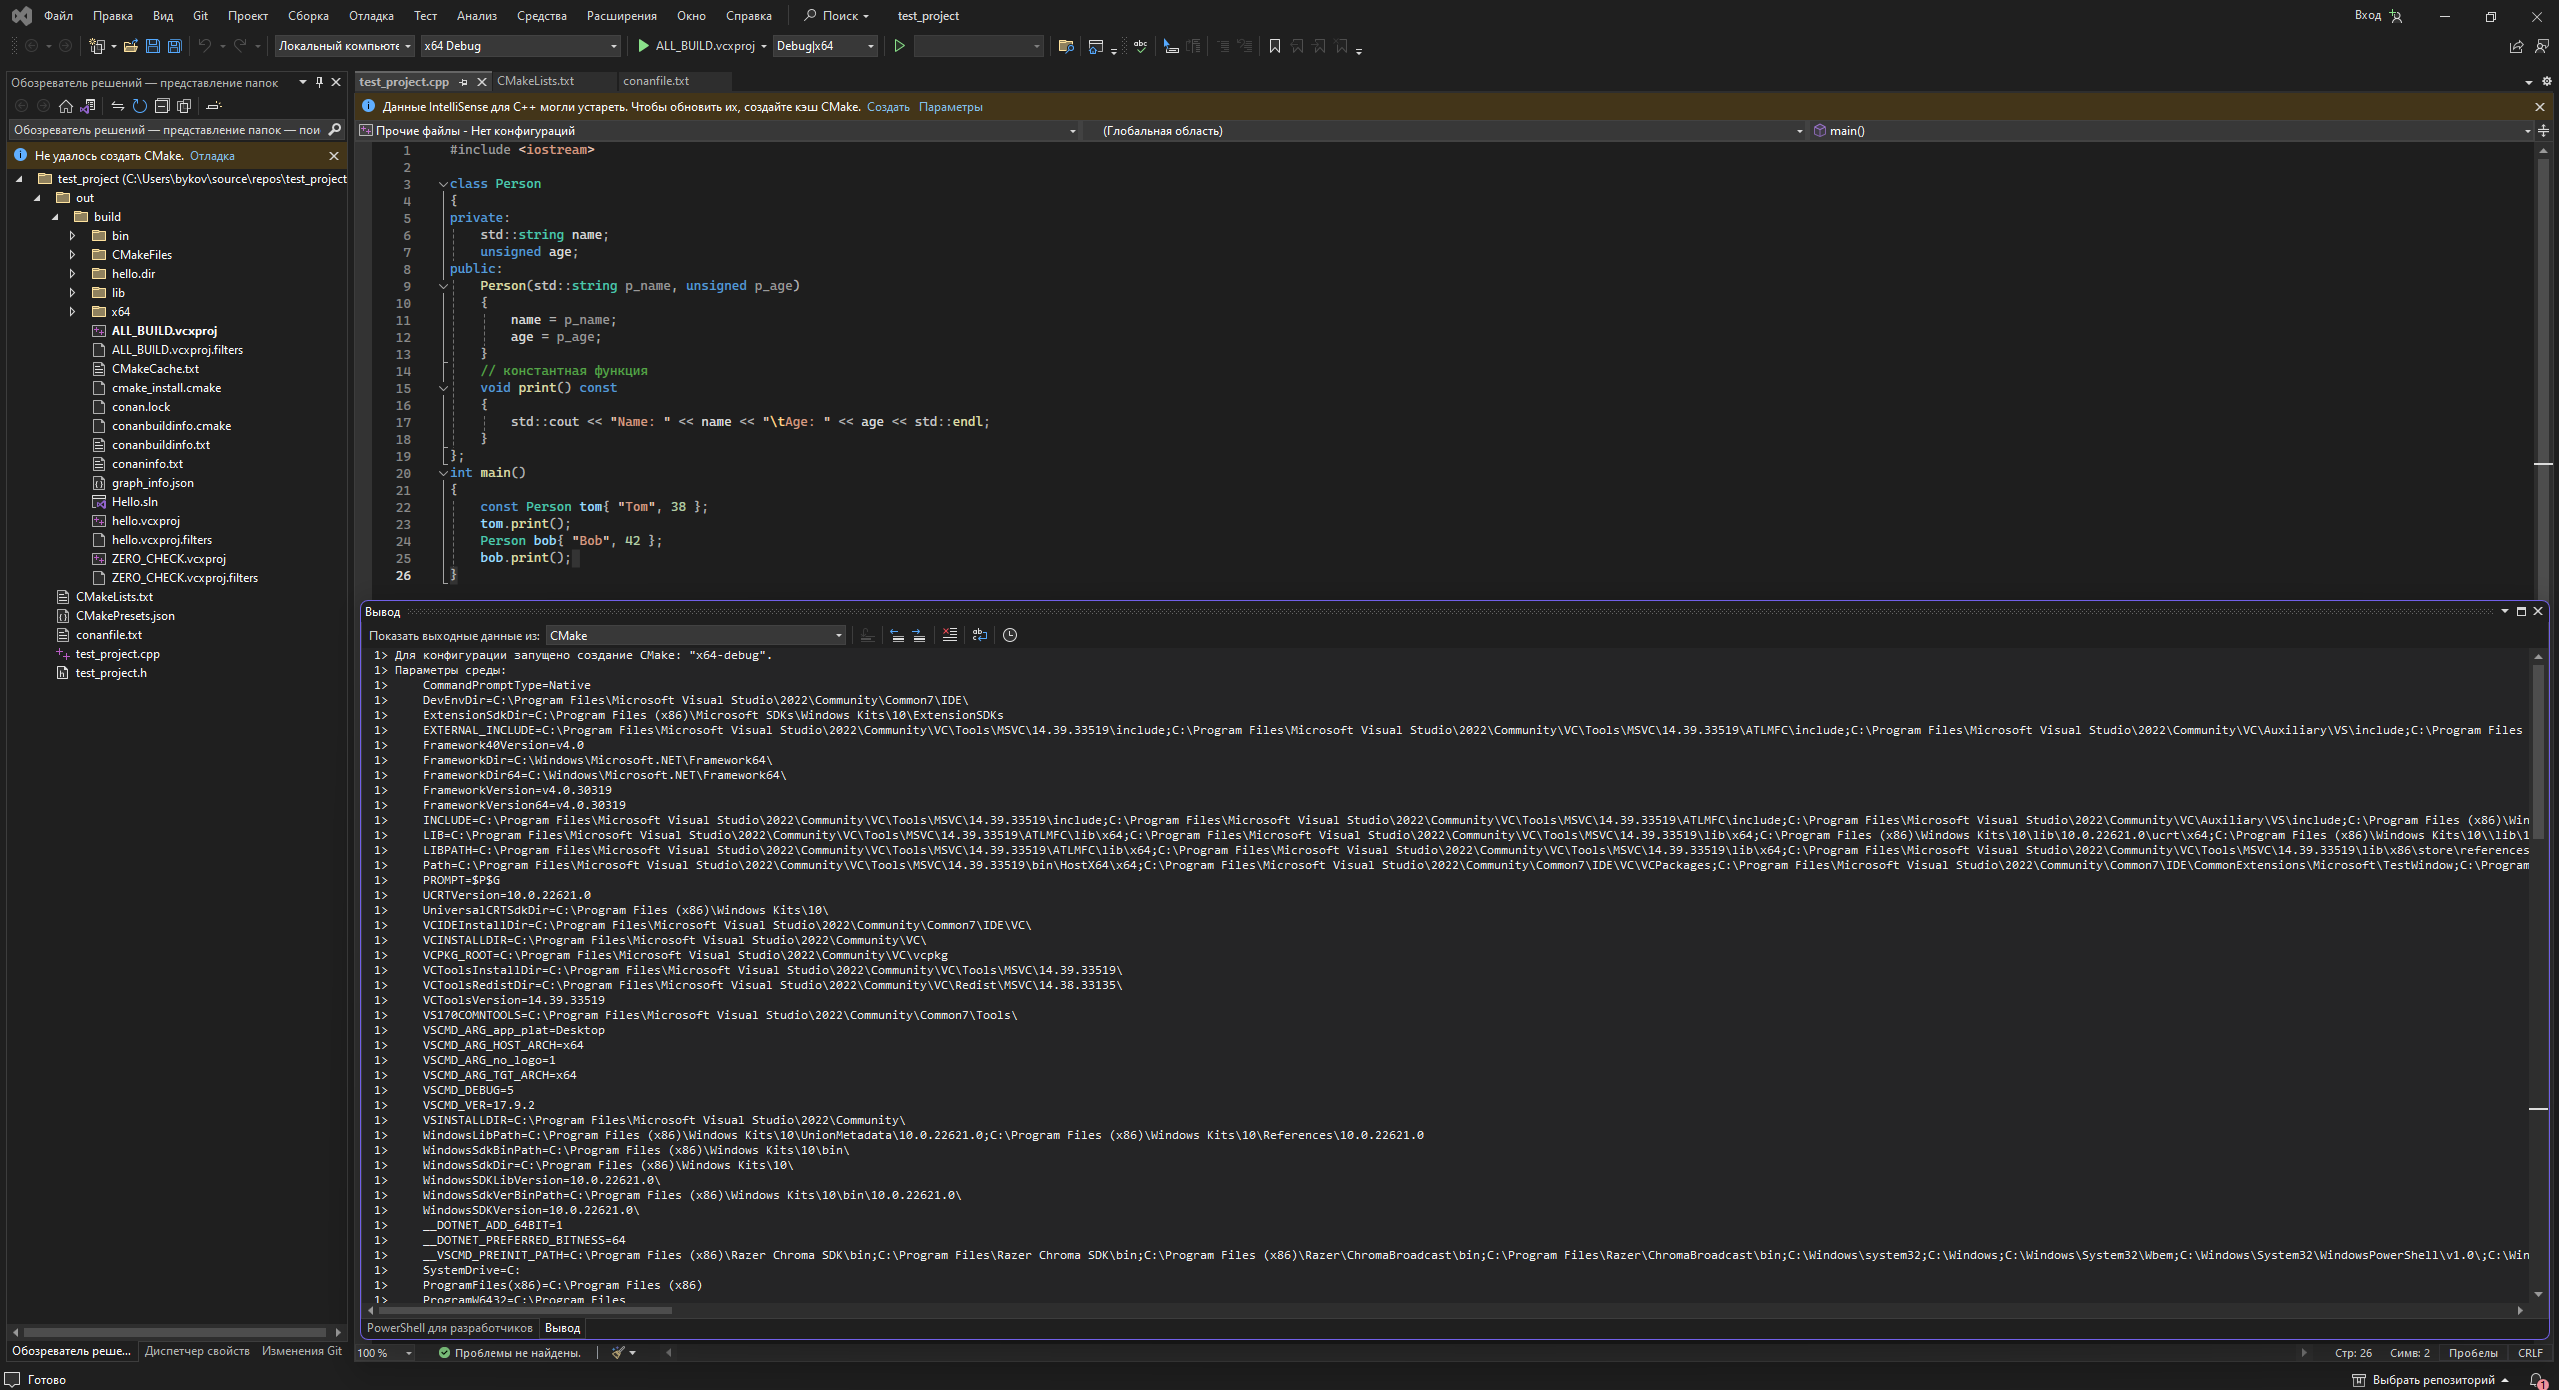 Файл Правка Вид Git Проект Сборка Отладка Тест Анализ Средства Расширения Окно Справка Поиск test_project Вход
Локальный компьюте x64 Debug ALL_BUILD.vcxproj Debug|x64
Обозреватель решений — представление папок
Обозреватель решений — представление папок — пои
Не удалось создать CMake. Отладка
test_project (C:\Users\bykov\source\repos\test_project
out
build
bin
CMakeFiles
hello.dir
lib
x64
ALL_BUILD.vcxproj
ALL_BUILD.vcxproj.filters
CMakeCache.txt
cmake_install.cmake
conan.lock
conanbuildinfo.cmake
conanbuildinfo.txt
conaninfo.txt
graph_info.json
Hello.sln
hello.vcxproj
hello.vcxproj.filters
ZERO_CHECK.vcxproj
ZERO_CHECK.vcxproj.filters
CMakeLists.txt
CMakePresets.json
conanfile.txt
test_project.cpp
test_project.h
Обозреватель реше... Диспетчер свойств Изменения Git
test_project.cpp CMakeLists.txt conanfile.txt
Данные IntelliSense для C++ могли устареть. Чтобы обновить их, создайте кэш CMake. Создать Параметры
Прочие файлы - Нет конфигураций (Глобальная область) main()
1 #include <iostream>
2
3 class Person
4 {
5 private:
6 std::string name;
7 unsigned age;
8 public:
9 Person(std::string p_name, unsigned p_age)
10 {
11 name = p_name;
12 age = p_age;
13 }
14 // константная функция
15 void print() const
16 {
17 std::cout << "Name: " << name << "\tAge: " << age << std::endl;
18 }
19 };
20 int main()
21 {
22 const Person tom{ "Tom", 38 };
23 tom.print();
24 Person bob{ "Bob", 42 };
25 bob.print();
26 }
Вывод
Показать выходные данные из: CMake
1> Для конфигурации запущено создание CMake: "x64-debug".
1> Параметры среды:
1> CommandPromptType=Native
1> DevEnvDir=C:\Program Files\Microsoft Visual Studio\2022\Community\Common7\IDE\
1> ExtensionSdkDir=C:\Program Files (x86)\Microsoft SDKs\Windows Kits\10\ExtensionSDKs
1> EXTERNAL_INCLUDE=C:\Program Files\Microsoft Visual Studio\2022\Community\VC\Tools\MSVC\14.39.33519\include;C:\Program Files\Microsoft Visual Studio\2022\Community\VC\Tools\MSVC\14.39.33519\ATLMFC\include;C:\Program Files\Microsoft Visual Studio\2022\Community\VC\Auxiliary\VS\include;C:\Program Files
1> Framework40Version=v4.0
1> FrameworkDir=C:\Windows\Microsoft.NET\Framework64\
1> FrameworkDir64=C:\Windows\Microsoft.NET\Framework64\
1> FrameworkVersion=v4.0.30319
1> FrameworkVersion64=v4.0.30319
1> INCLUDE=C:\Program Files\Microsoft Visual Studio\2022\Community\VC\Tools\MSVC\14.39.33519\include;C:\Program Files\Microsoft Visual Studio\2022\Community\VC\Tools\MSVC\14.39.33519\ATLMFC\include;C:\Program Files\Microsoft Visual Studio\2022\Community\VC\Auxiliary\VS\include;C:\Program Files (x86)\Win
1> LIB=C:\Program Files\Microsoft Visual Studio\2022\Community\VC\Tools\MSVC\14.39.33519\ATLMFC\lib\x64;C:\Program Files\Microsoft Visual Studio\2022\Community\VC\Tools\MSVC\14.39.33519\lib\x64;C:\Program Files (x86)\Windows Kits\10\lib\10.0.22621.0\ucrt\x64;C:\Program Files (x86)\Windows Kits\10\\lib\1
1> LIBPATH=C:\Program Files\Microsoft Visual Studio\2022\Community\VC\Tools\MSVC\14.39.33519\ATLMFC\lib\x64;C:\Program Files\Microsoft Visual Studio\2022\Community\VC\Tools\MSVC\14.39.33519\lib\x64;C:\Program Files\Microsoft Visual Studio\2022\Community\VC\Tools\MSVC\14.39.33519\lib\x86\store\references
1> Path=C:\Program Files\Microsoft Visual Studio\2022\Community\VC\Tools\MSVC\14.39.33519\bin\HostX64\x64;C:\Program Files\Microsoft Visual Studio\2022\Community\Common7\IDE\VC\VCPackages;C:\Program Files\Microsoft Visual Studio\2022\Community\Common7\IDE\CommonExtensions\Microsoft\TestWindow;C:\Program
1> PROMPT=$P$G
1> UCRTVersion=10.0.22621.0
1> UniversalCRTSdkDir=C:\Program Files (x86)\Windows Kits\10\
1> VCIDEInstallDir=C:\Program Files\Microsoft Visual Studio\2022\Community\Common7\IDE\VC\
1> VCINSTALLDIR=C:\Program Files\Microsoft Visual Studio\2022\Community\VC\
1> VCPKG_ROOT=C:\Program Files\Microsoft Visual Studio\2022\Community\VC\vcpkg
1> VCToolsInstallDir=C:\Program Files\Microsoft Visual Studio\2022\Community\VC\Tools\MSVC\14.39.33519\
1> VCToolsRedistDir=C:\Program Files\Microsoft Visual Studio\2022\Community\VC\Redist\MSVC\14.38.33135\
1> VCToolsVersion=14.39.33519
1> VS170COMNTOOLS=C:\Program Files\Microsoft Visual Studio\2022\Community\Common7\Tools\
1> VSCMD_ARG_app_plat=Desktop
1> VSCMD_ARG_HOST_ARCH=x64
1> VSCMD_ARG_no_logo=1
1> VSCMD_ARG_TGT_ARCH=x64
1> VSCMD_DEBUG=5
1> VSCMD_VER=17.9.2
1> VSINSTALLDIR=C:\Program Files\Microsoft Visual Studio\2022\Community\
1> WindowsLibPath=C:\Program Files (x86)\Windows Kits\10\UnionMetadata\10.0.22621.0;C:\Program Files (x86)\Windows Kits\10\References\10.0.22621.0
1> WindowsSdkBinPath=C:\Program Files (x86)\Windows Kits\10\bin\
1> WindowsSdkDir=C:\Program Files (x86)\Windows Kits\10\
1> WindowsSDKLibVersion=10.0.22621.0\
1> WindowsSdkVerBinPath=C:\Program Files (x86)\Windows Kits\10\bin\10.0.22621.0\
1> WindowsSDKVersion=10.0.22621.0\
1> __DOTNET_ADD_64BIT=1
1> __DOTNET_PREFERRED_BITNESS=64
1> __VSCMD_PREINIT_PATH=C:\Program Files (x86)\Razer Chroma SDK\bin;C:\Program Files\Razer Chroma SDK\bin;C:\Program Files (x86)\Razer\ChromaBroadcast\bin;C:\Program Files\Razer\ChromaBroadcast\bin;C:\Windows\system32;C:\Windows;C:\Windows\System32\Wbem;C:\Windows\System32\WindowsPowerShell\v1.0\;C:\Win
1> SystemDrive=C:
1> ProgramFiles(x86)=C:\Program Files (x86)
1> ProgramW6432=C:\Program Files
PowerShell для разработчиков Вывод
100 % Проблемы не найдены. Стр: 26 Симв: 2 Пробелы CRLF
Готово Выбрать репозиторий 1